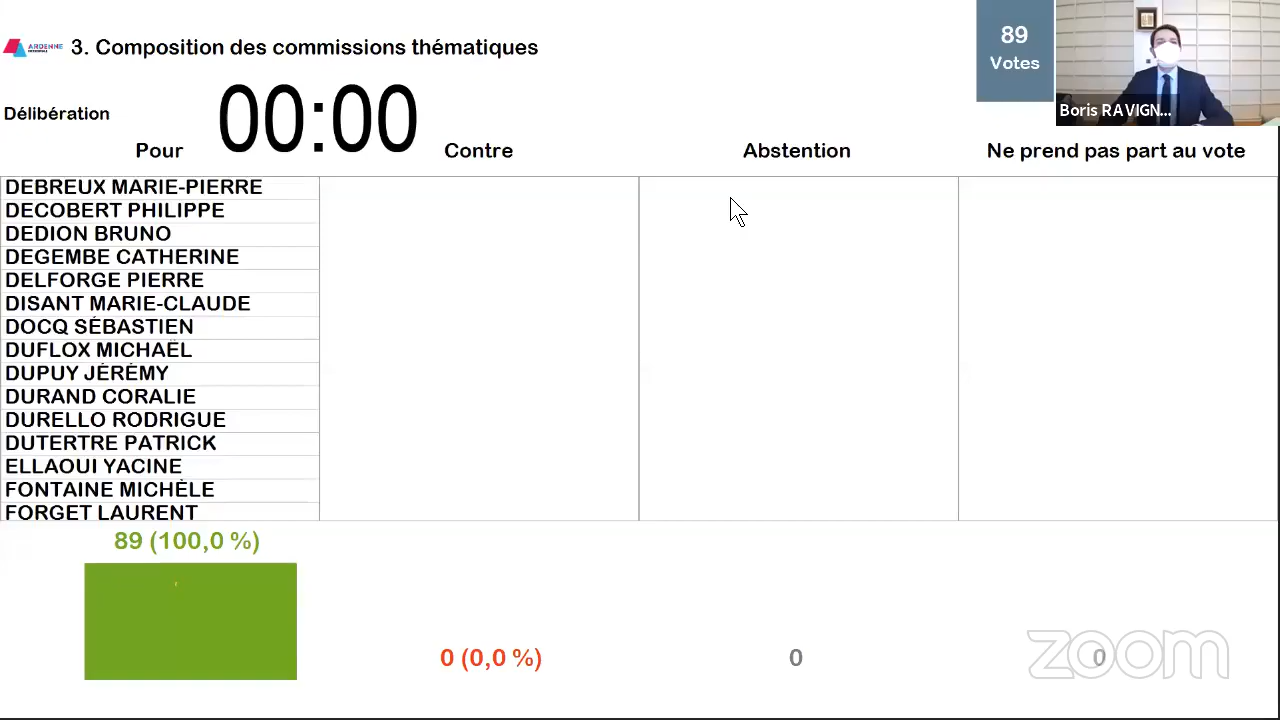 ARDENNE
MÉTROPOLE
3. Composition des commissions thématiques
89
Votes
Boris RAVIGN...
Délibération
00:00
Pour
Contre
Abstention
Ne prend pas part au vote
DEBREUX MARIE-PIERRE
DECOBERT PHILIPPE
DEDION BRUNO
DEGEMBE CATHERINE
DELFORGE PIERRE
DISANT MARIE-CLAUDE
DOCQ SÉBASTIEN
DUFLOX MICHAËL
DUPUY JÉRÉMY
DURAND CORALIE
DURELLO RODRIGUE
DUTERTRE PATRICK
ELLAOUI YACINE
FONTAINE MICHÈLE
FORGET LAURENT
89 (100,0 %)
0 (0,0 %)
0
0
zoom